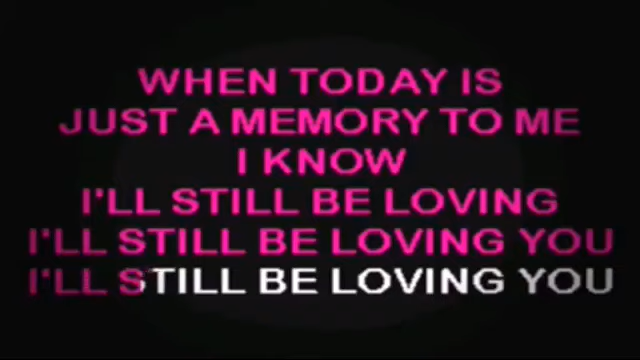 WHEN TODAY IS
JUST A MEMORY TO ME
I KNOW
I'LL STILL BE LOVING
I'LL STILL BE LOVING YOU
I'LL STILL BE LOVING YOU